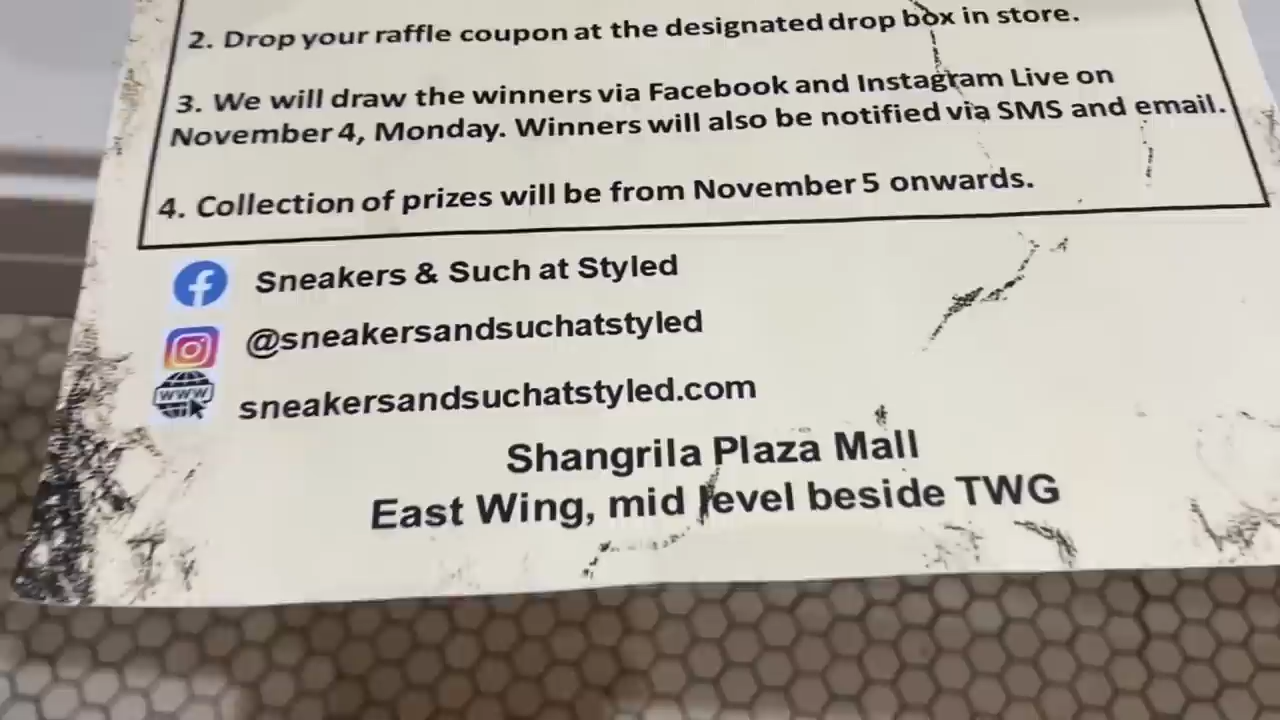 2. Drop your raffle coupon at the designated drop box in store.
3. We will draw the winners via Facebook and Instagram Live on
November 4, Monday. Winners will also be notified via SMS and email.
4. Collection of prizes will be from November 5 onwards.
Sneakers & Such at Styled
@sneakersandsuchatstyled
www
sneakersandsuchatstyled.com
Shangrila Plaza Mall
East Wing, mid level beside TWG